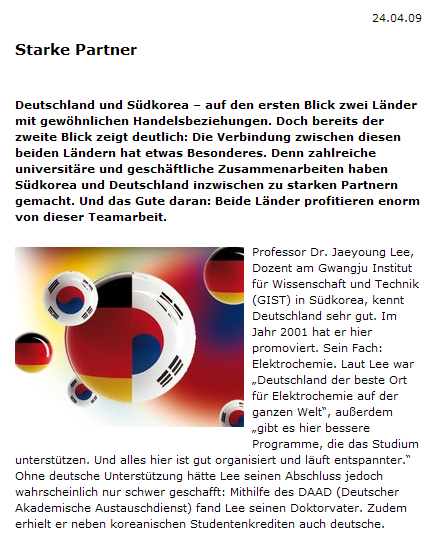 24.04.09
Starke Partner
Deutschland und Südkorea – auf den ersten Blick zwei Länder
mit gewöhnlichen Handelsbeziehungen. Doch bereits der
zweite Blick zeigt deutlich: Die Verbindung zwischen diesen
beiden Ländern hat etwas Besonderes. Denn zahlreiche
universitäre und geschäftliche Zusammenarbeiten haben
Südkorea und Deutschland inzwischen zu starken Partnern
gemacht. Und das Gute daran: Beide Länder profitieren enorm
von dieser Teamarbeit.
Professor Dr. Jaeyoung Lee,
Dozent am Gwangju Institut
für Wissenschaft und Technik
(GIST) in Südkorea, kennt
Deutschland sehr gut. Im
Jahr 2001 hat er hier
promoviert. Sein Fach:
Elektrochemie. Laut Lee war
„Deutschland der beste Ort
für Elektrochemie auf der
ganzen Welt“, außerdem
„gibt es hier bessere
Programme, die das Studium
unterstützen. Und alles hier ist gut organisiert und läuft entspannter.“
Ohne deutsche Unterstützung hätte Lee seinen Abschluss jedoch
wahrscheinlich nur schwer geschafft: Mithilfe des DAAD (Deutscher
Akademische Austauschdienst) fand Lee seinen Doktorvater. Zudem
erhielt er neben koreanischen Studentenkrediten auch deutsche.